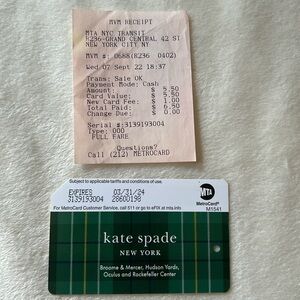 MVM RECEIPT
MTA NYC TRANSIT
R236-GRAND CENTRAL 42 ST
NEW YORK CITY NY
MVM #: 0688(R236 0402)
Wed 07 Sept 22 18:37
Trans: Sale OK
Payment Mode: Cash
Amount: $ 5.50
Card Value: $ 5.50
New Card Fee: $ 1.00
Total Paid: $ 6.50
Change Due: $ 0.00
Serial #:3139193004
Type: 000
FULL FARE
Questions?
Call (212) METROCARD
Subject to applicable tariffs and conditions of use.
EXPIRES 03/31/24
3139193004 28600198
MTA
MetroCard
For MetroCard Customer Service, call 511 or go to eFIX at mta.info
M1541
kate spade
NEW YORK
Broome & Mercer, Hudson Yards,
Oculus and Rockefeller Center